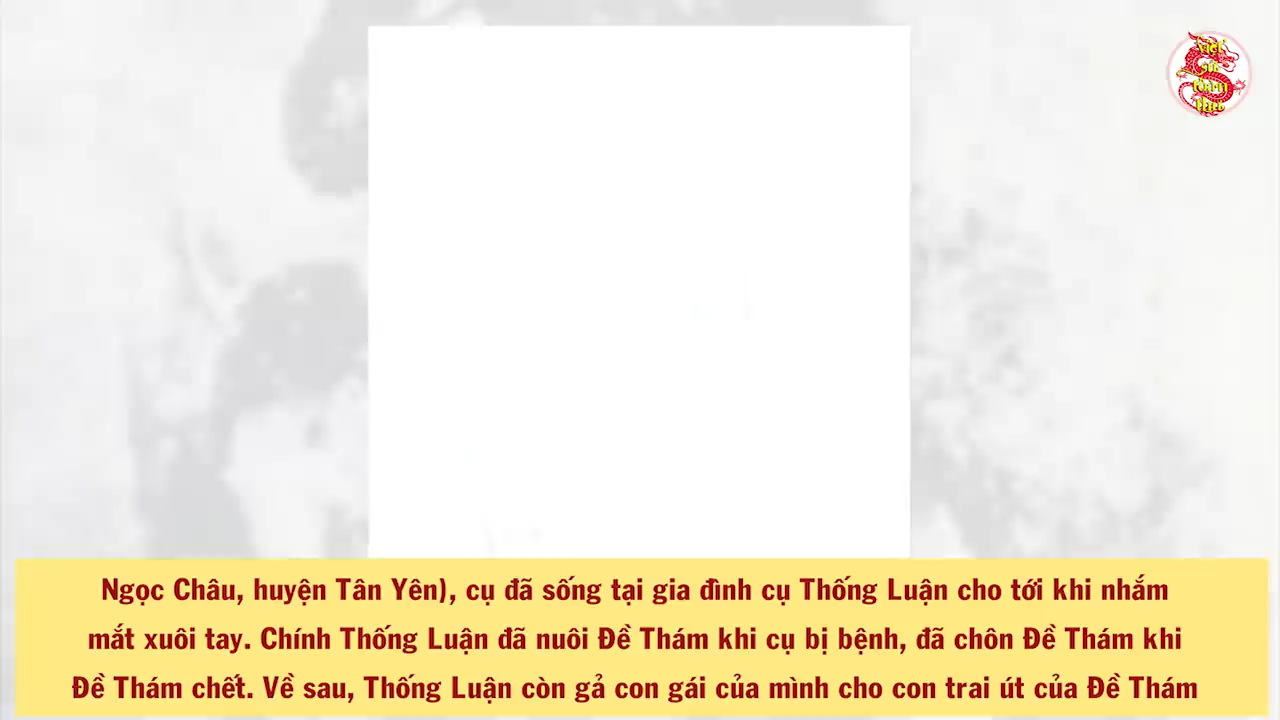 Việt
Sử
Ngọc Châu, huyện Tân Yên), cụ đã sống tại gia đình cụ Thống Luận cho tới khi nhắm
mắt xuôi tay. Chính Thống Luận đã nuôi Đề Thám khi cụ bị bệnh, đã chôn Đề Thám khi
Đề Thám chết. Về sau, Thống Luận còn gả con gái của mình cho con trai út của Đề Thám